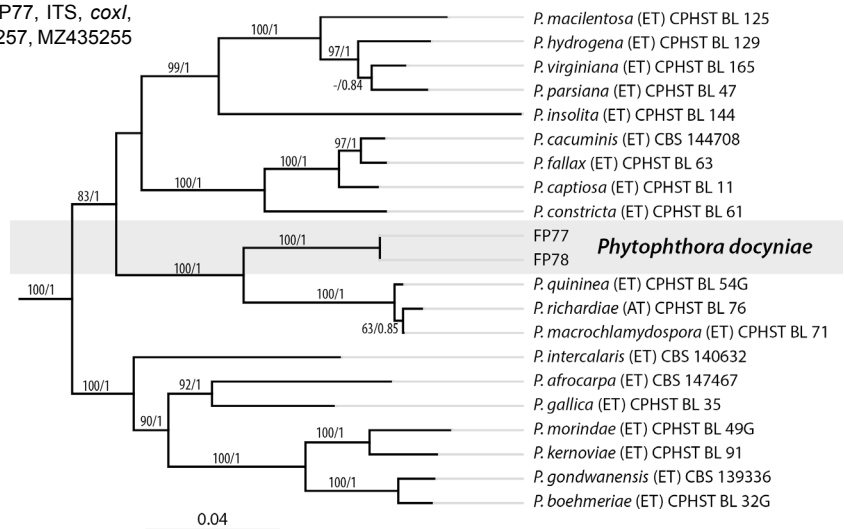 P77, ITS, coxI,
257, MZ435255
100/1
P. macilentosa (ET) CPHST BL 125
97/1
P. hydrogena (ET) CPHST BL 129
99/1
P. virginiana (ET) CPHST BL 165
-/0.84
P. parsiana (ET) CPHST BL 47
P. insolita (ET) CPHST BL 144
97/1
P. cacuminis (ET) CBS 144708
100/1
P. fallax (ET) CPHST BL 63
100/1
P. captiosa (ET) CPHST BL 11
83/1
P. constricta (ET) CPHST BL 61
100/1
FP77
Phytophthora docyniae
100/1
FP78
100/1
100/1
P. quininea (ET) CPHST BL 54G
P. richardiae (AT) CPHST BL 76
63/0.85
P. macrochlamydospora (ET) CPHST BL 71
P. intercalaris (ET) CBS 140632
100/1
92/1
P. afrocarpa (ET) CBS 147467
P. gallica (ET) CPHST BL 35
90/1
100/1
P. morindae (ET) CPHST BL 49G
100/1
P. kernoviae (ET) CPHST BL 91
100/1
P. gondwanensis (ET) CBS 139336
P. boehmeriae (ET) CPHST BL 32G
0.04